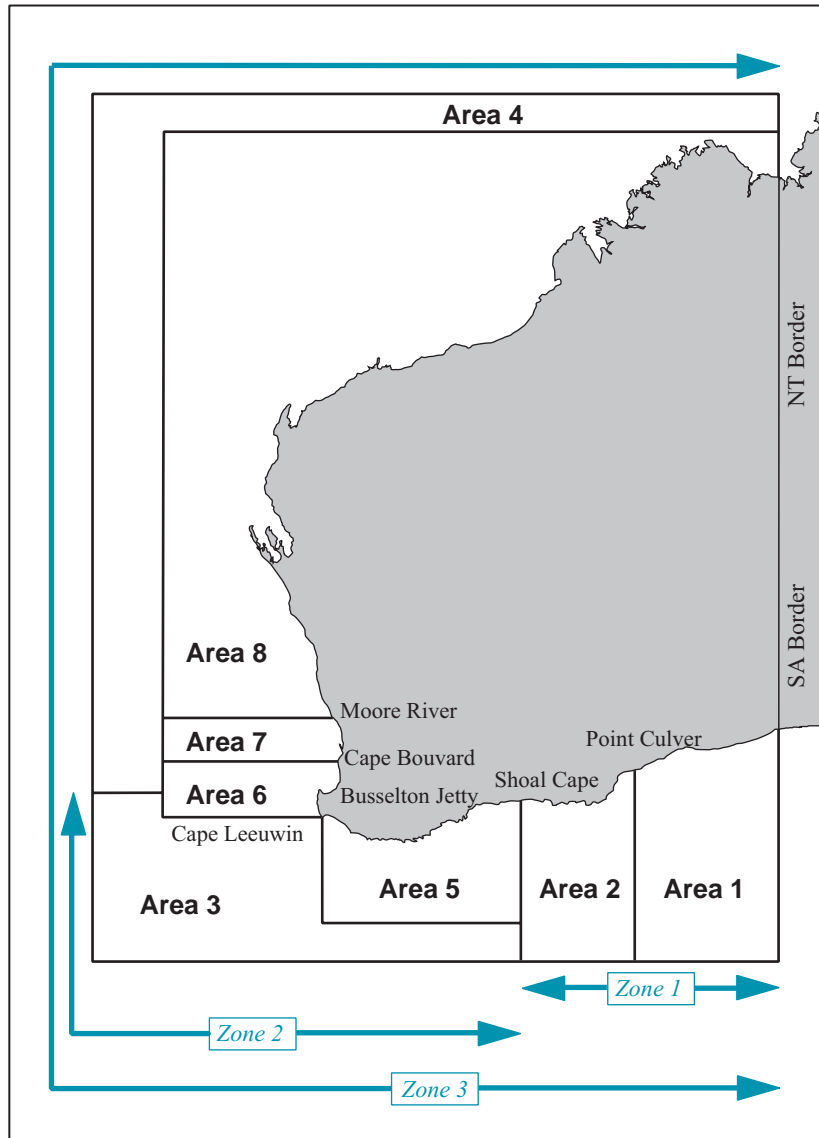 Area 4
NT Border
SA Border
Area 8
Moore River
Point Culver
Area 7
Cape Bouvard
Shoal Cape
Area 6
Busselton Jetty
Cape Leeuwin
Area 3
Area 5
Area 2
Area 1
Zone 1
Zone 2
Zone 3